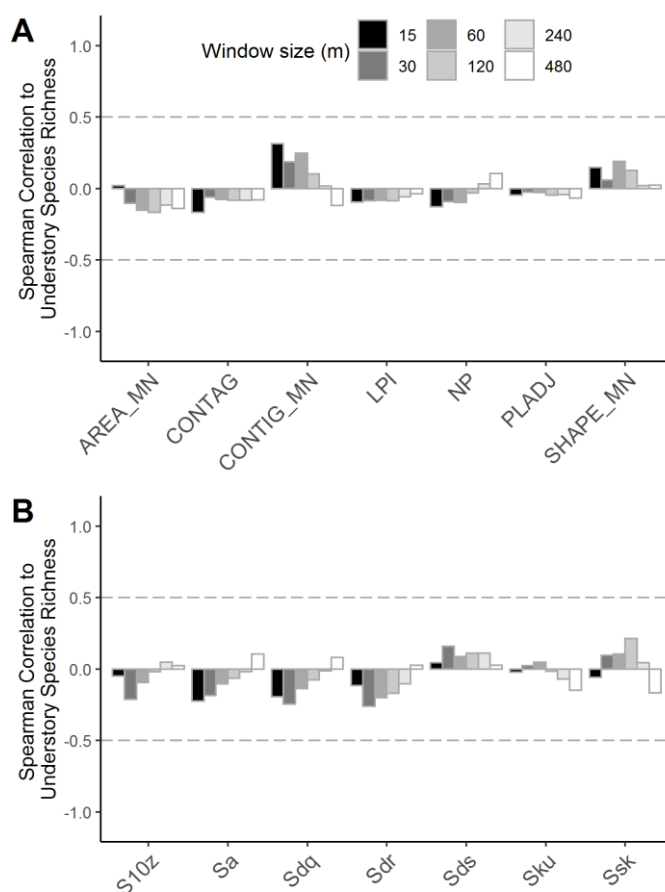 A
Window size (m)
15
60
240
30
120
480
Spearman Correlation to
Understory Species Richness
1.0
0.5
0.0
-0.5
-1.0
AREA_MN
CONTAG
CONTIG_MN
LPI
NP
PLADJ
SHAPE_MN
B
Spearman Correlation to
Understory Species Richness
1.0
0.5
0.0
-0.5
-1.0
S10z
Sa
Sdq
Sdr
Sds
Sku
Ssk